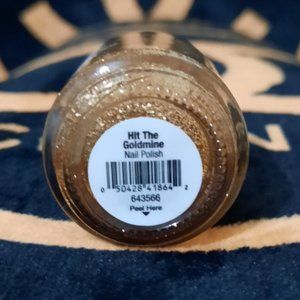 Hit The
Goldmine
Nail Polish
0 50428 41864 2
643566
Peel Here